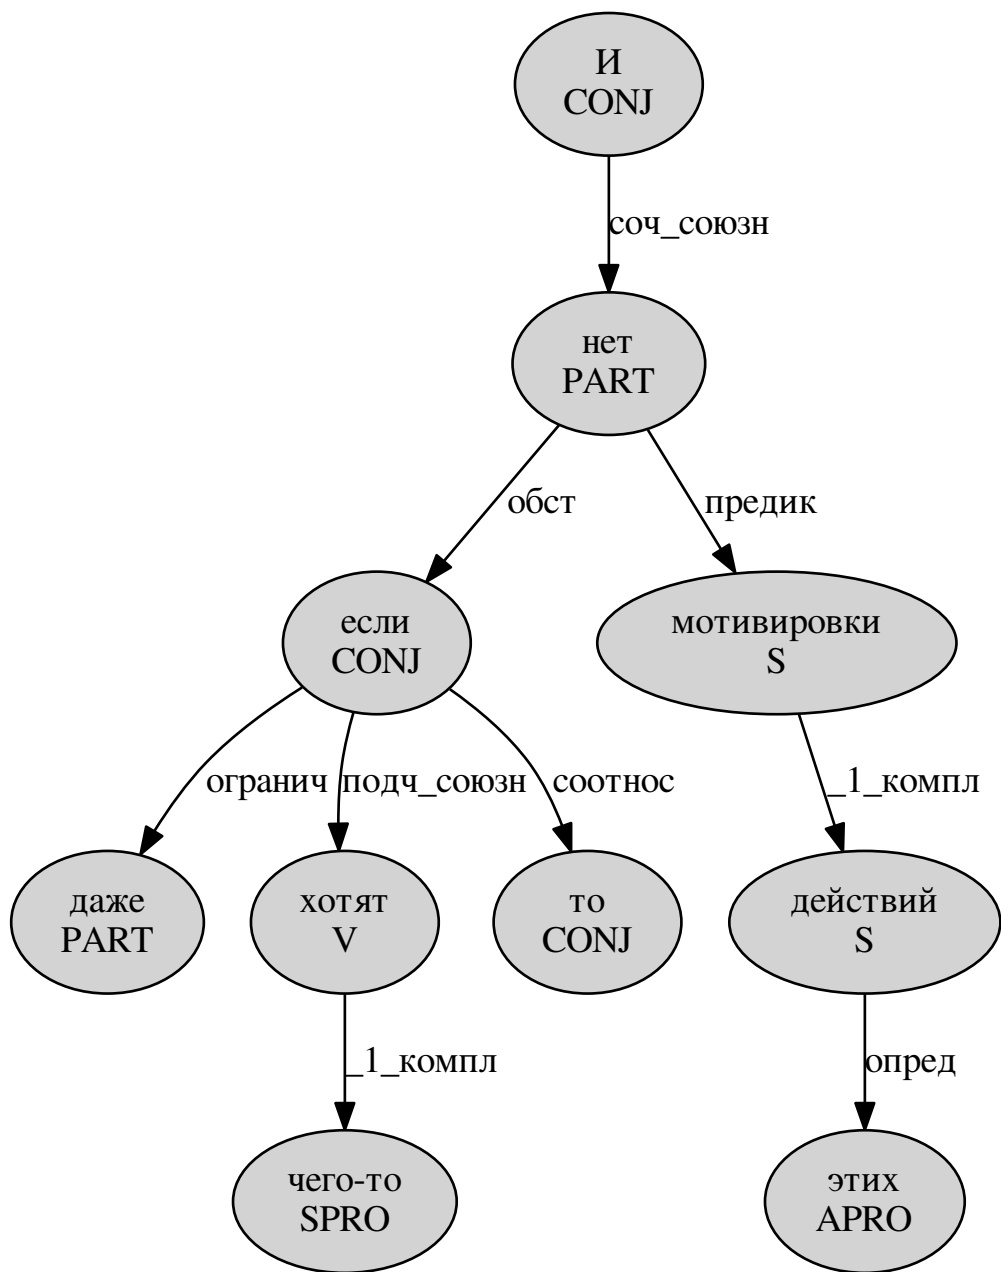 И
CONJ
соч_союзн
нет
PART
обст
предик
если
CONJ
мотивировки
S
огранич
подч_союзн
соотнос
_1_компл
даже
PART
хотят
V
то
CONJ
действий
S
_1_компл
опред
чего-то
SPRO
этих
APRO